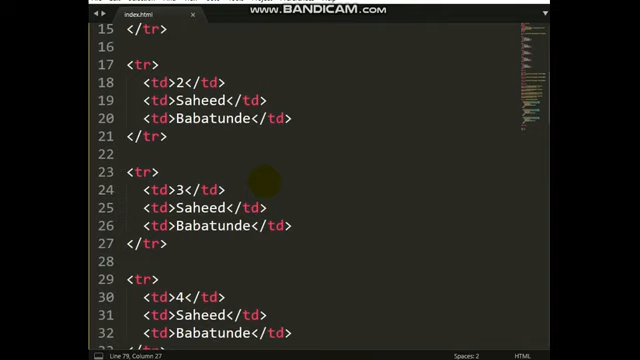 www.BANDICAM.com
index.html
15 </tr>
16
17 <tr>
18 <td>2</td>
19 <td>Saheed</td>
20 <td>Babatunde</td>
21 </tr>
22
23 <tr>
24 <td>3</td>
25 <td>Saheed</td>
26 <td>Babatunde</td>
27 </tr>
28
29 <tr>
30 <td>4</td>
31 <td>Saheed</td>
32 <td>Babatunde</td>
Line 79, Column 27
Spaces: 2
HTML